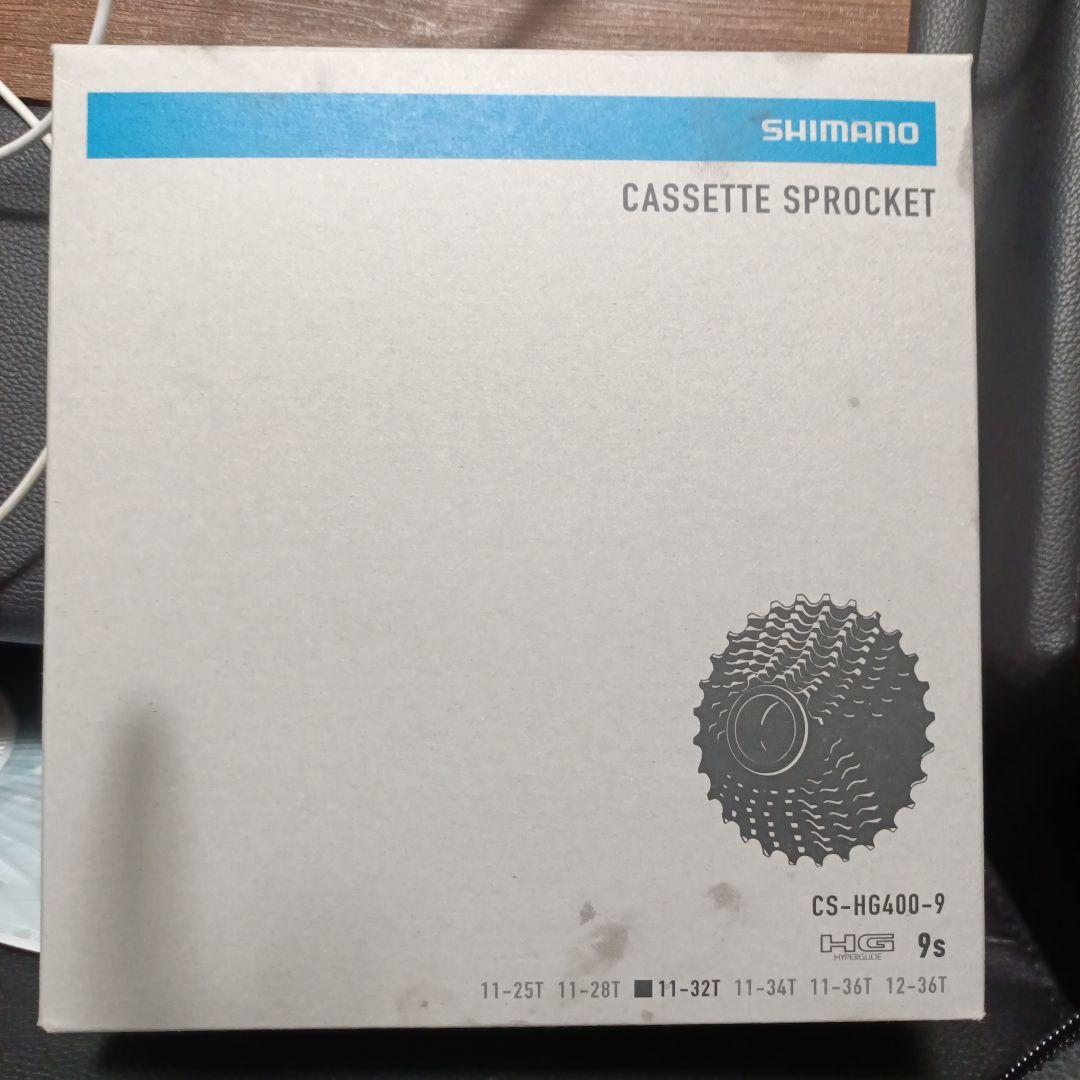 SHIMANO
CASSETTE SPROCKET
CS-HG400-9
HG 9s
HYPERGLIDE
11-25T 11-28T ■11-32T 11-34T 11-36T 12-36T